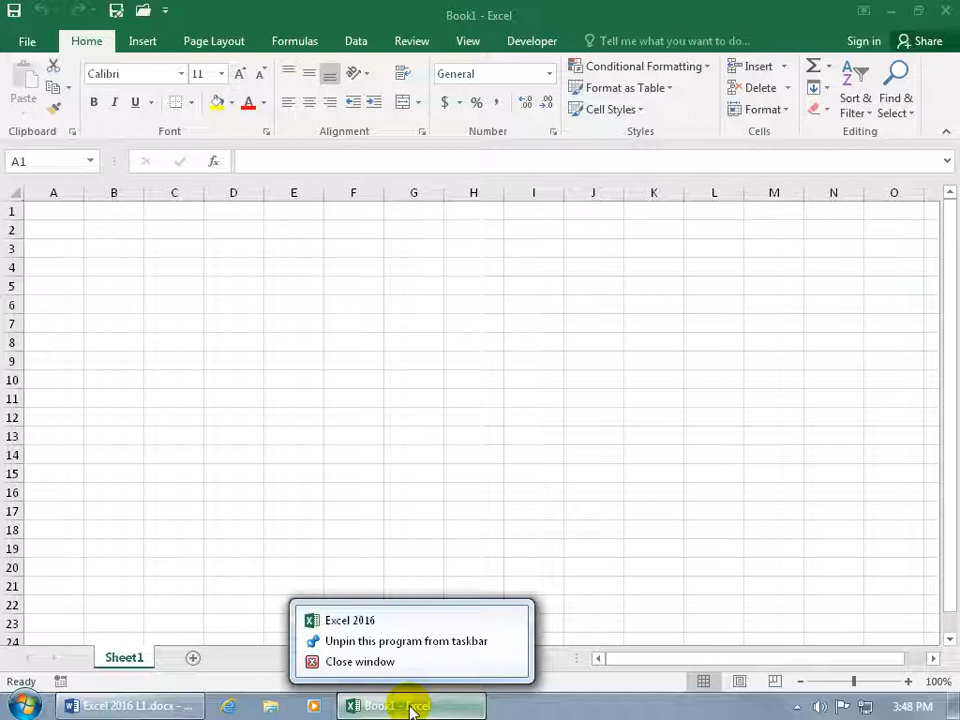 Book1 - Excel
File Home Insert Page Layout Formulas Data Review View Developer Tell me what you want to do... Sign in Share
Paste
Calibri 11
B I U
A
General
$ % ,
Conditional Formatting
Format as Table
Cell Styles
Insert
Delete
Format
Sort & Filter
Find & Select
Clipboard Font Alignment Number Styles Cells Editing
A1 fx
A B C D E F G H I J K L M N O
1
2
3
4
5
6
7
8
9
10
11
12
13
14
15
16
17
18
19
20
21
22
23
24
Excel 2016
Unpin this program from taskbar
Close window
Sheet1
Ready 100%
Excel 2016 L1.docx - ... Book1 - Excel 3:48 PM